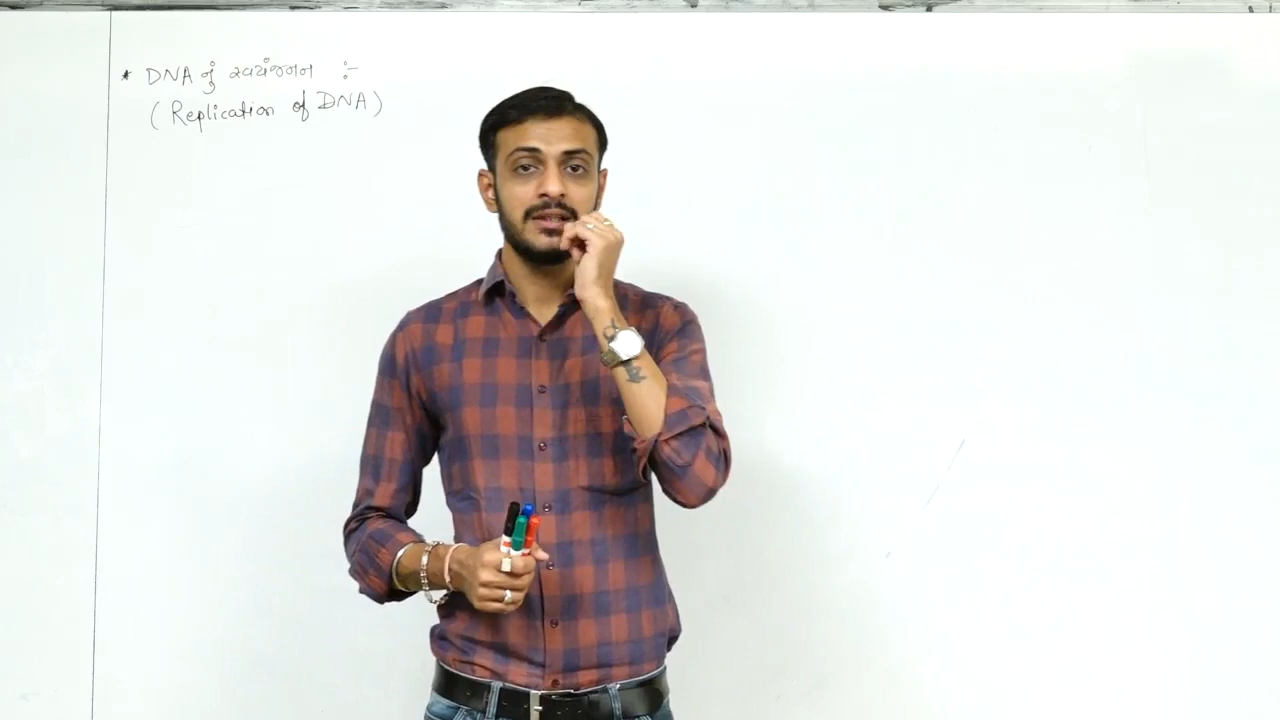 * DNA નું સ્વયંજનન :-
(Replication of DNA)